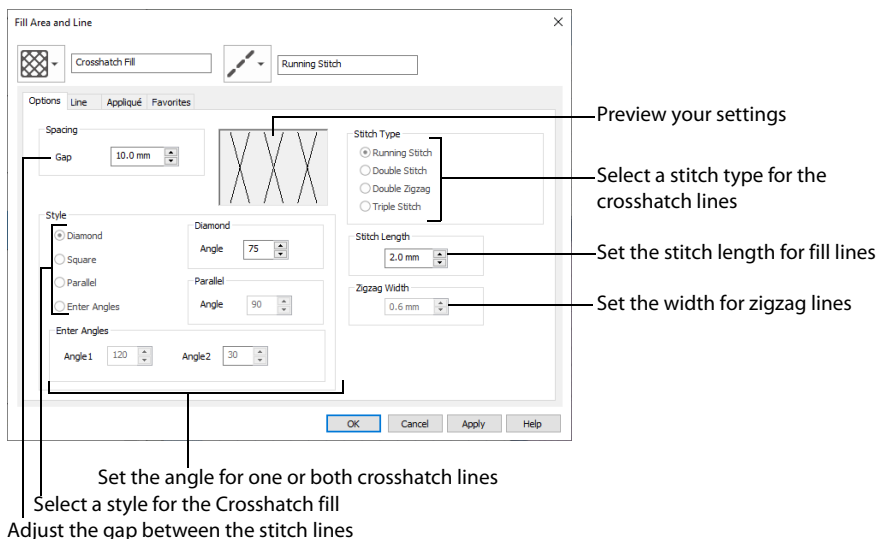 Fill Area and Line
Crosshatch Fill
Running Stitch
Options Line Appliqué Favorites
Preview your settings
Spacing
Gap 10.0 mm
Stitch Type
Running Stitch
Double Stitch
Double Zigzag
Triple Stitch
Select a stitch type for the
crosshatch lines
Style
Diamond
Square
Parallel
Enter Angles
Diamond
Angle 75
Parallel
Angle 90
Stitch Length
2.0 mm
Set the stitch length for fill lines
Zigzag Width
0.6 mm
Set the width for zigzag lines
Enter Angles
Angle1 120 Angle2 30
OK Cancel Apply Help
Set the angle for one or both crosshatch lines
Select a style for the Crosshatch fill
Adjust the gap between the stitch lines